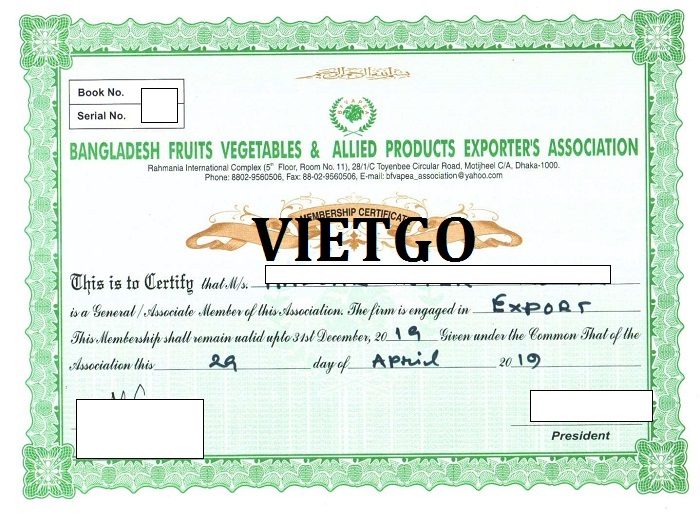 Book No.
Serial No.
BFVAPEA
BANGLADESH FRUITS VEGETABLES & ALLIED PRODUCTS EXPORTER'S ASSOCIATION
Rahmania International Complex (5th Floor, Room No. 11), 28/1/C Toyenbee Circular Road, Motijheel C/A, Dhaka-1000.
Phone: 8802-9560506, Fax: 88-02-9560506, E-mail: bfvapea_association@yahoo.com
MEMBERSHIP CERTIFICATE
VIETGO
This is to Certify that M/s.
is a General / Associate Member of this Association. The firm is engaged in EXPORT
This Membership shall remain valid upto 31st December, 2019 Given under the Common That of the
Association this 29 day of April 2019
President